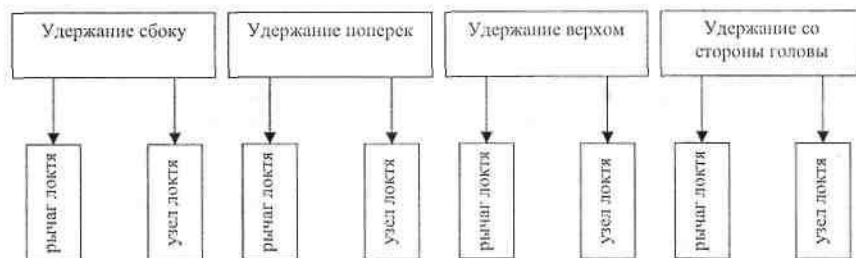 Удержание сбоку
Удержание поперек
Удержание верхом
Удержание со
стороны головы
рычаг локтя
узел локтя
рычаг локтя
узел локтя
рычаг локтя
узел локтя
рычаг локтя
узел локтя